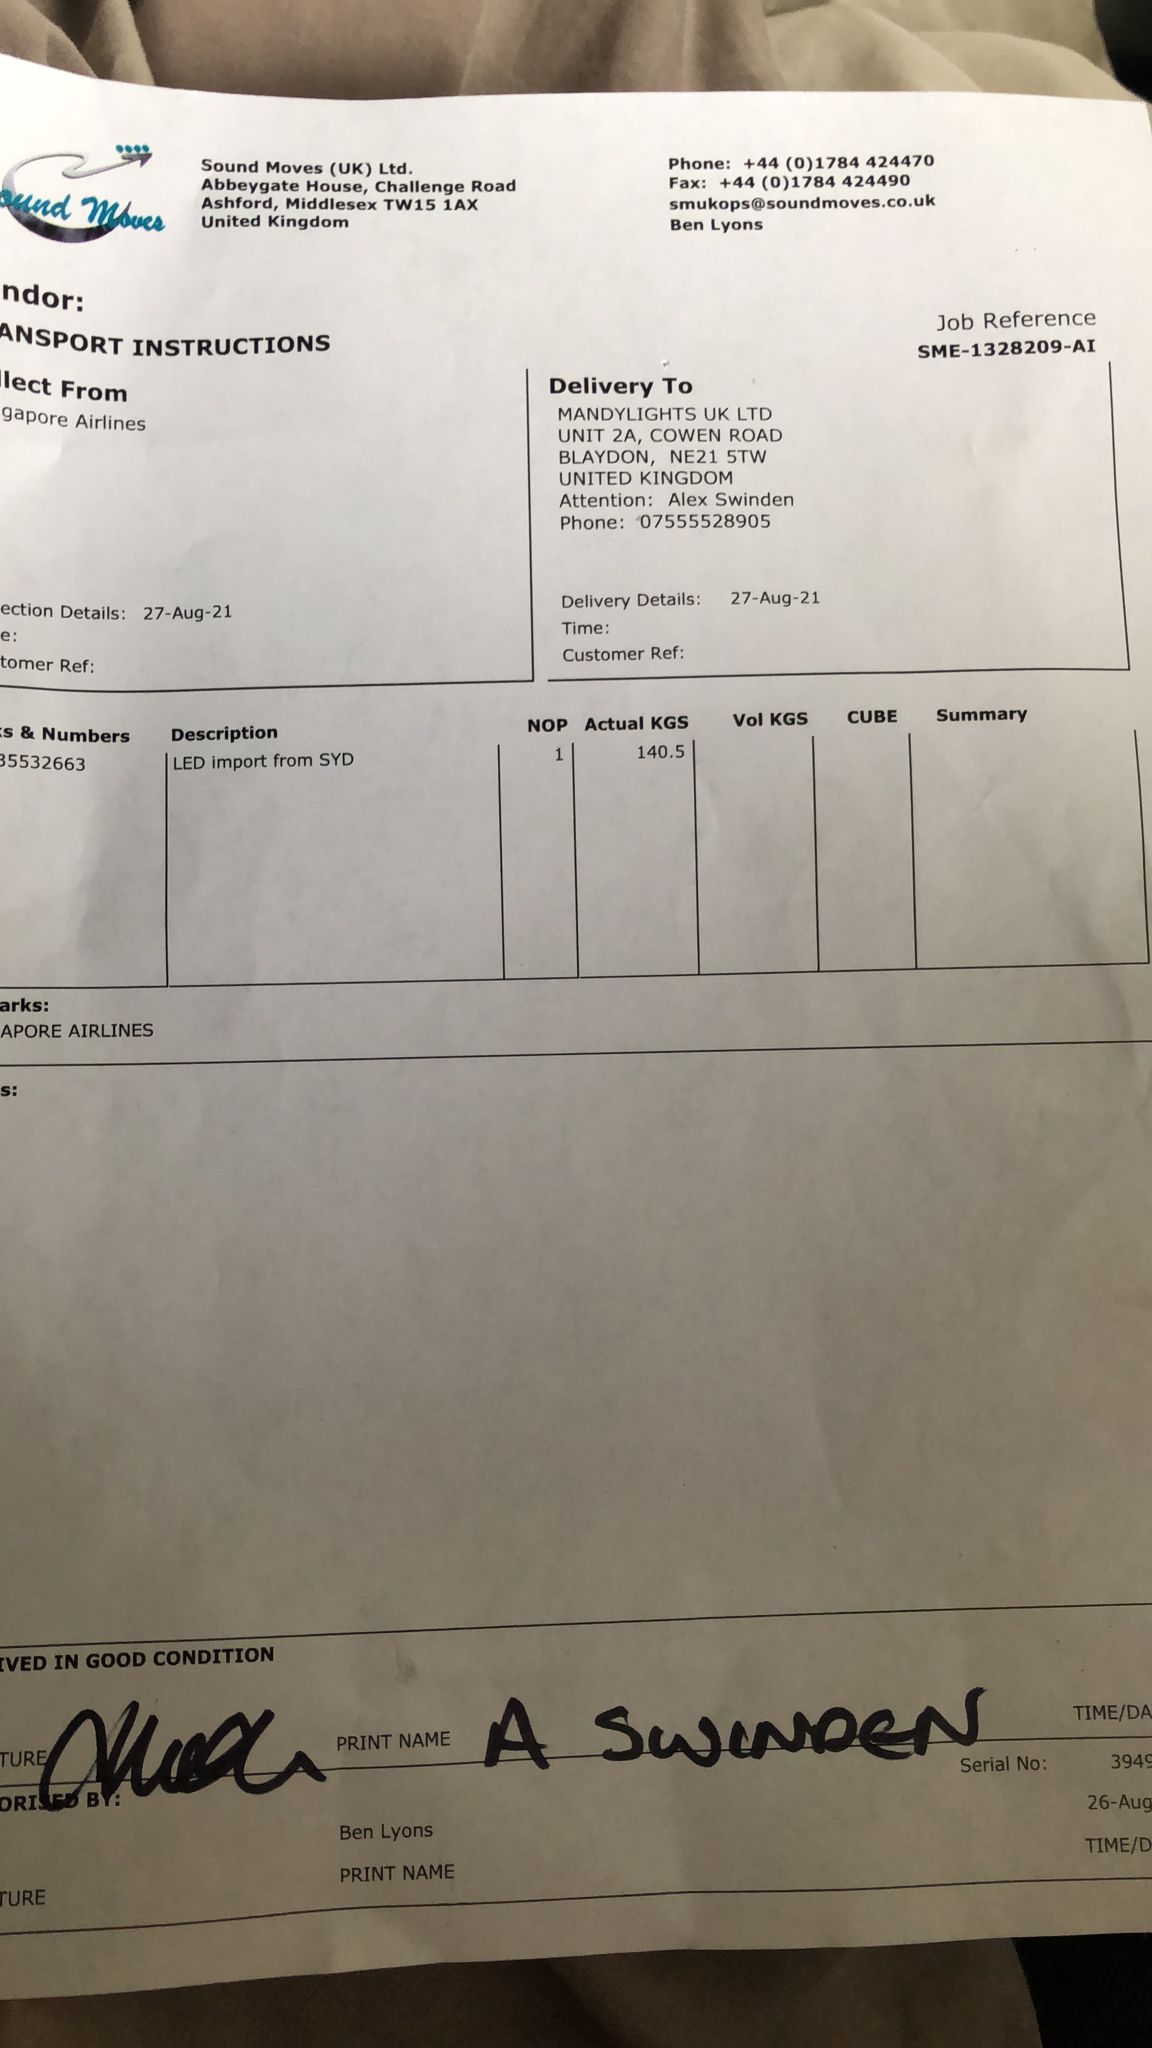 ound Moves
Sound Moves (UK) Ltd.
Abbeygate House, Challenge Road
Ashford, Middlesex TW15 1AX
United Kingdom
Phone: +44 (0)1784 424470
Fax: +44 (0)1784 424490
smukops@soundmoves.co.uk
Ben Lyons
ndor:
ANSPORT INSTRUCTIONS
Job Reference
SME-1328209-AI
llect From
gapore Airlines
Delivery To
MANDYLIGHTS UK LTD
UNIT 2A, COWEN ROAD
BLAYDON, NE21 5TW
UNITED KINGDOM
Attention: Alex Swinden
Phone: 07555528905
ection Details: 27-Aug-21
e:
tomer Ref:
Delivery Details: 27-Aug-21
Time:
Customer Ref:
s & Numbers Description NOP Actual KGS Vol KGS CUBE Summary
35532663 LED import from SYD 1 140.5
arks:
APORE AIRLINES
s:
IVED IN GOOD CONDITION
TURE PRINT NAME A SWINDEN TIME/DA
Serial No: 3949
ORISED BY:
26-Aug
Ben Lyons
TURE PRINT NAME TIME/D